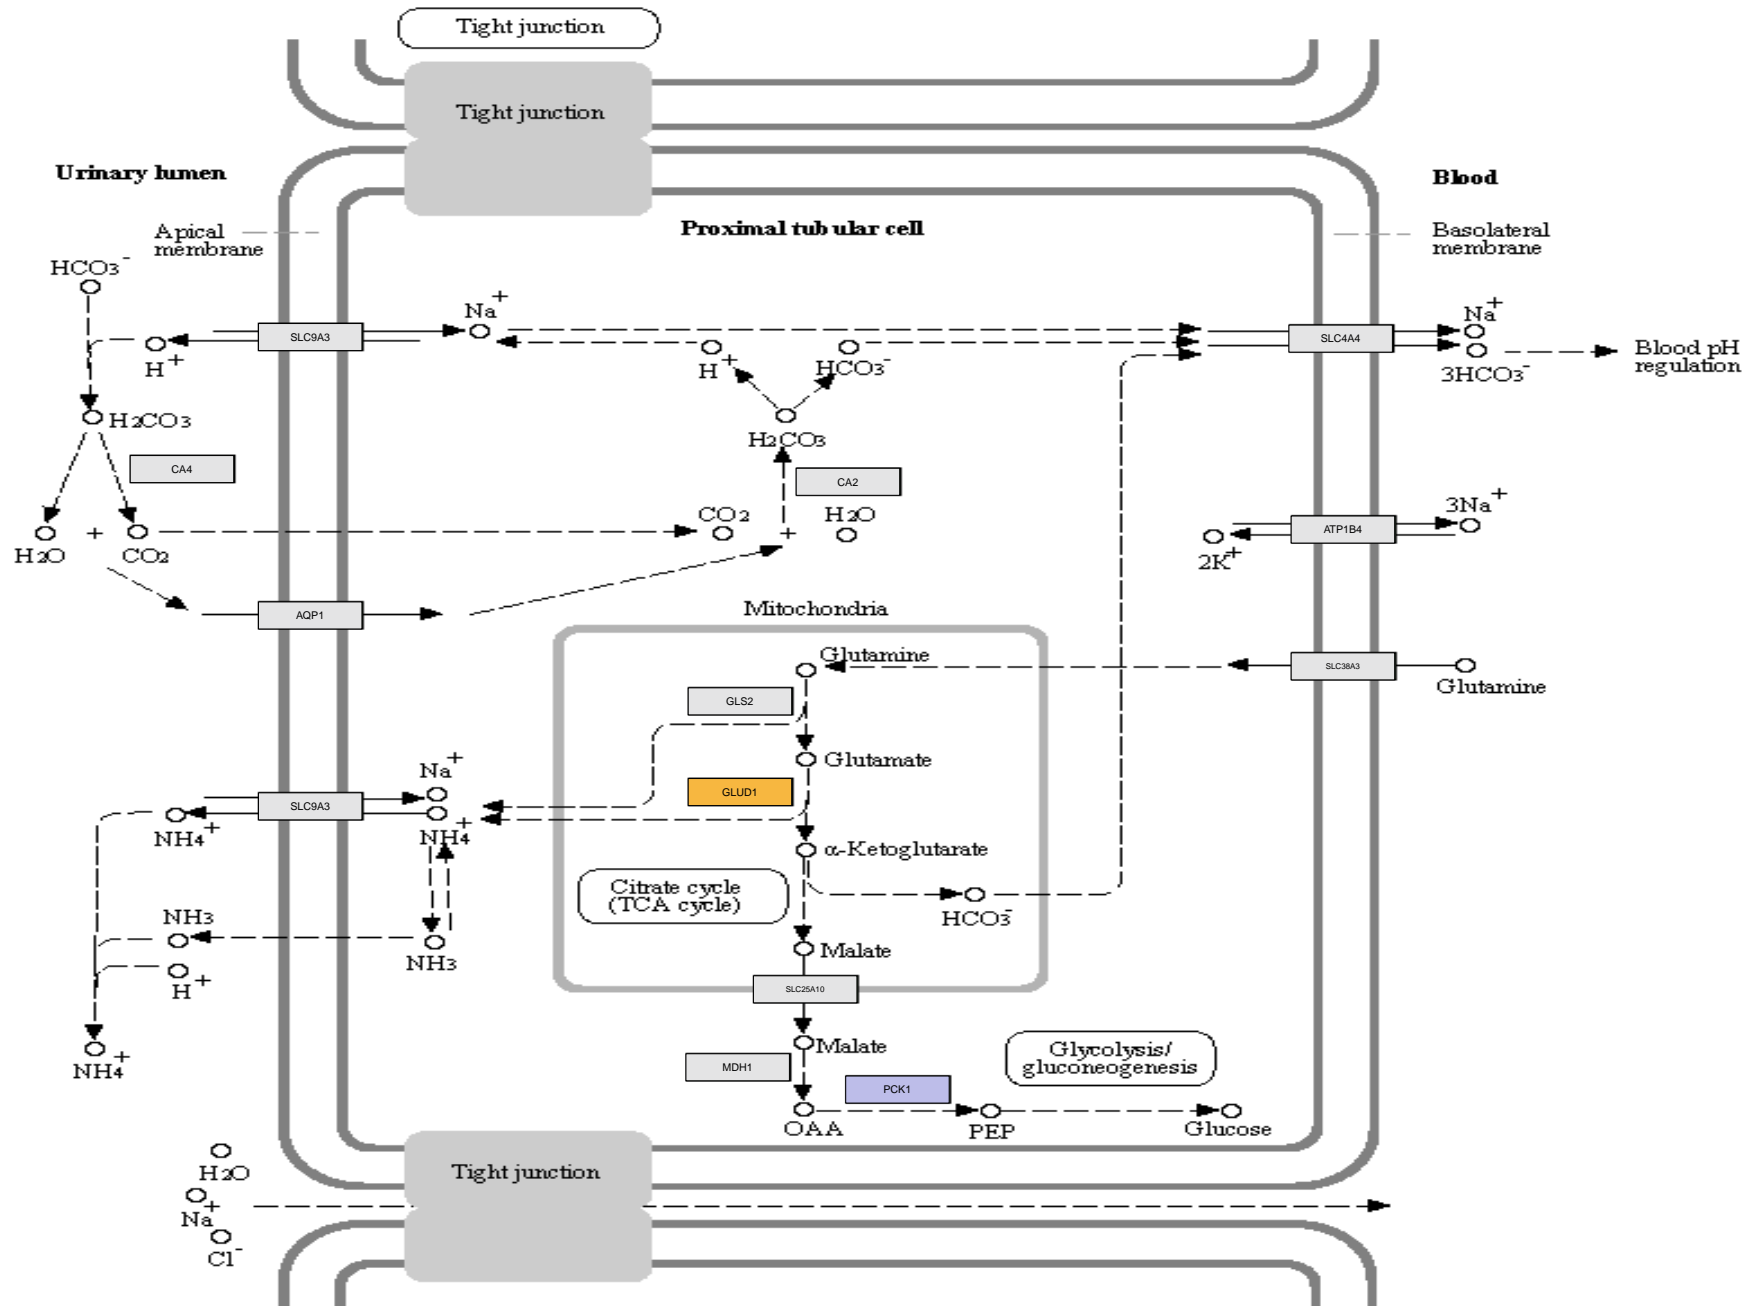 Tight junction
Tight junction
Urinary lumen
Blood
Proximal tubular cell
Apical
membrane
Basolateral
membrane
HCO3-
Na+
Na+
SLC9A3
SLC4A4
H+
H+
HCO3-
3HCO3-
Blood pH
regulation
H2CO3
H2CO3
CA4
CA2
CO2
H2O
3Na+
+
+
ATP1B4
H2O
CO2
2K+
AQP1
Mitochondria
Glutamine
SLC38A3
Glutamine
GLS2
Glutamate
Na+
GLUD1
SLC9A3
NH4+
NH4+
α-Ketoglutarate
Citrate cycle
(TCA cycle)
HCO3-
NH3
NH3
Malate
H+
SLC25A10
Malate
NH4+
MDH1
Glycolysis/
gluconeogenesis
PCK1
OAA
PEP
Glucose
Tight junction
H2O
Na+
Cl-